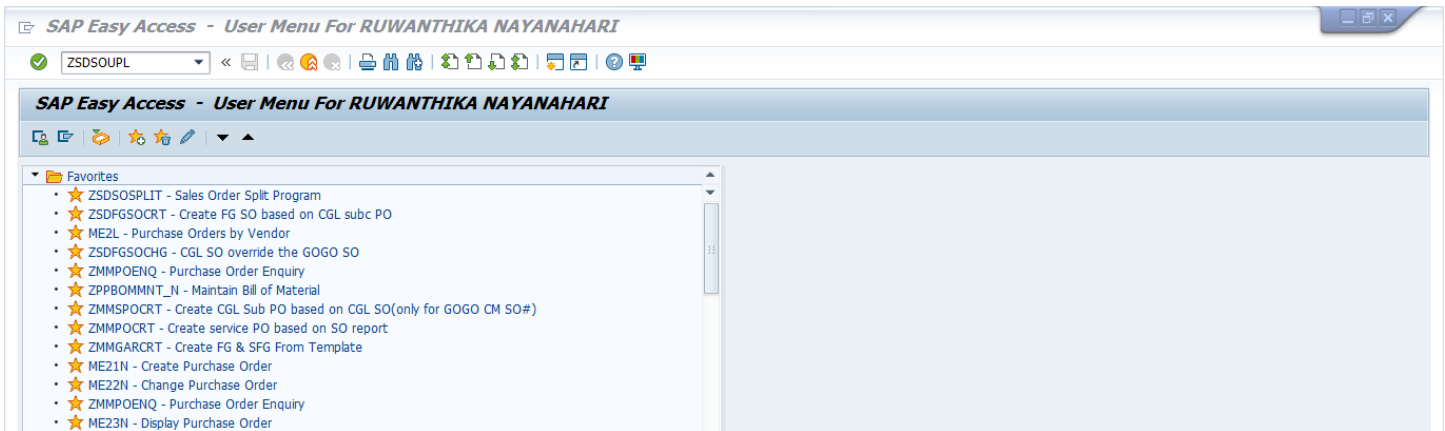 SAP Easy Access - User Menu For RUWANTHIKA NAYANAHARI
ZSDSOUPL
SAP Easy Access - User Menu For RUWANTHIKA NAYANAHARI
Favorites
ZSDSOSPLIT - Sales Order Split Program
ZSDFGSOCRT - Create FG SO based on CGL subc PO
ME2L - Purchase Orders by Vendor
ZSDFGSOCHG - CGL SO override the GOGO SO
ZMMPOENQ - Purchase Order Enquiry
ZPPBOMMNT_N - Maintain Bill of Material
ZMMSPOCRT - Create CGL Sub PO based on CGL SO(only for GOGO CM SO#)
ZMMPOCRT - Create service PO based on SO report
ZMMGARCRT - Create FG & SFG From Template
ME21N - Create Purchase Order
ME22N - Change Purchase Order
ZMMPOENQ - Purchase Order Enquiry
ME23N - Display Purchase Order